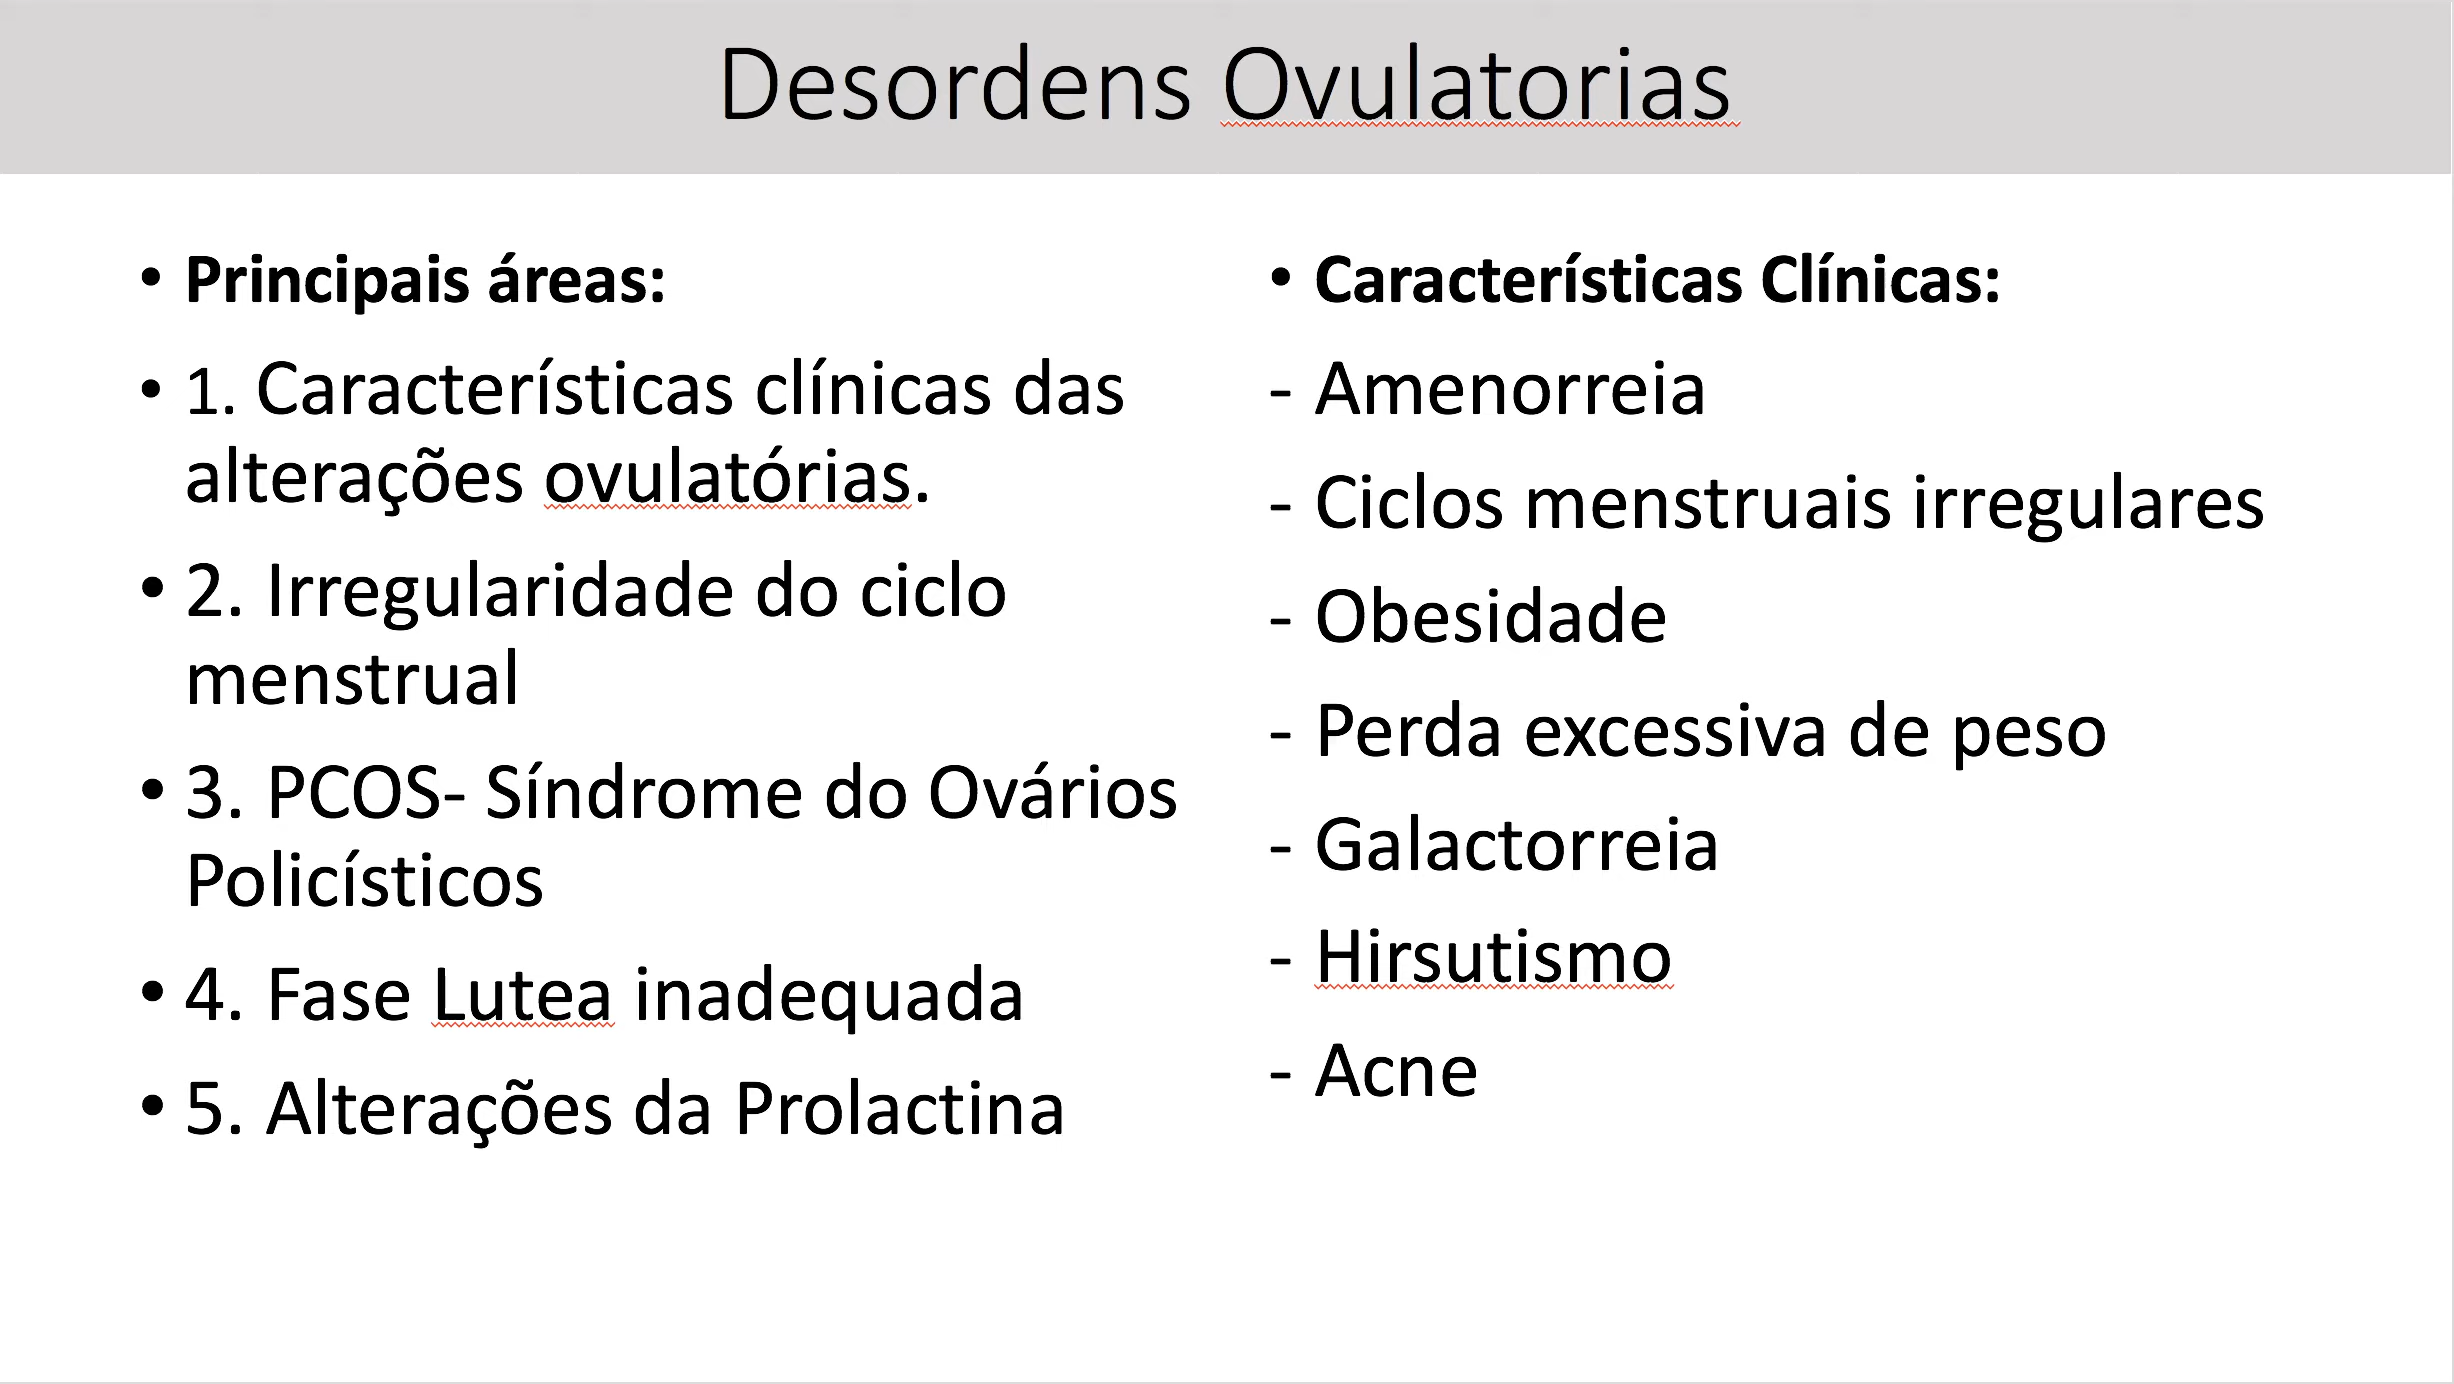 Desordens Ovulatorias
• Principais áreas:
• 1. Características clínicas das
alterações ovulatórias.
• 2. Irregularidade do ciclo
menstrual
• 3. PCOS- Síndrome do Ovários
Policísticos
• 4. Fase Lutea inadequada
• 5. Alterações da Prolactina
• Características Clínicas:
- Amenorreia
- Ciclos menstruais irregulares
- Obesidade
- Perda excessiva de peso
- Galactorreia
- Hirsutismo
- Acne